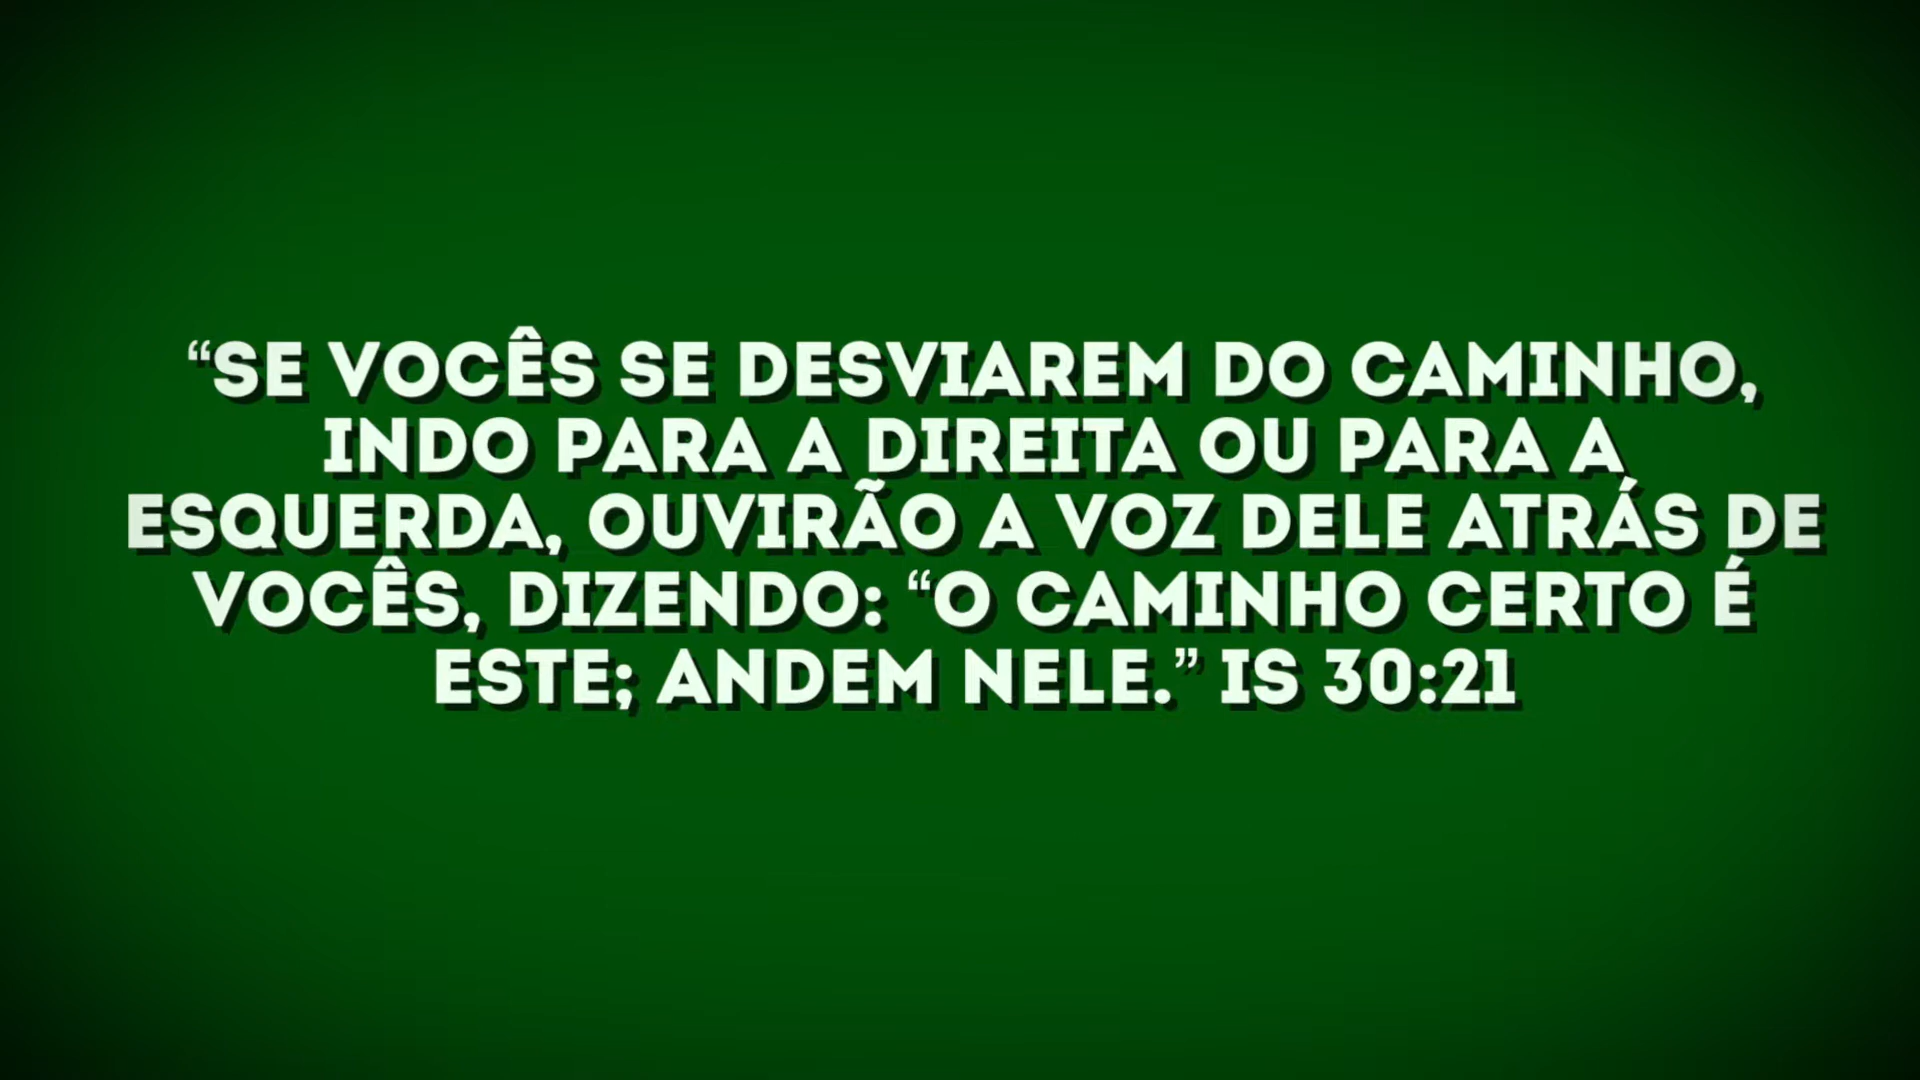 “SE VOCÊS SE DESVIAREM DO CAMINHO,
INDO PARA A DIREITA OU PARA A
ESQUERDA, OUVIRÃO A VOZ DELE ATRÁS DE
VOCÊS, DIZENDO: “O CAMINHO CERTO É
ESTE; ANDEM NELE.” IS 30:21